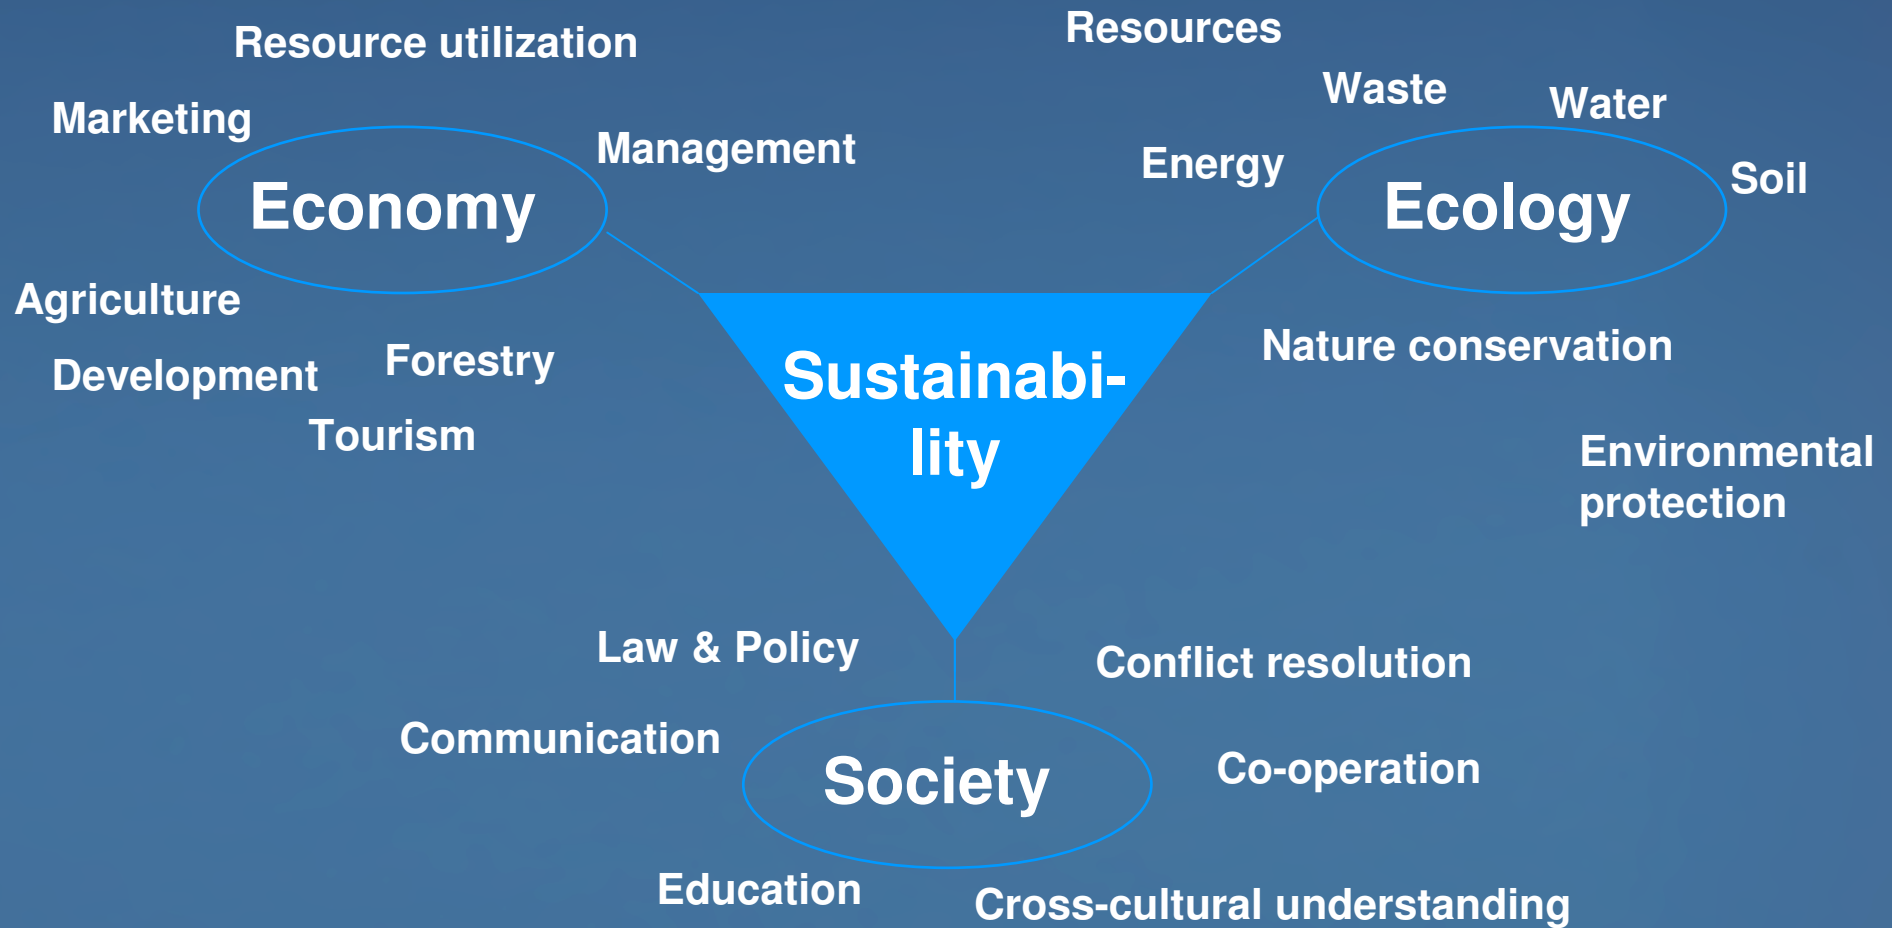 Resource utilization
Marketing
Management
Economy
Agriculture
Development
Forestry
Tourism
Resources
Waste
Water
Energy
Soil
Ecology
Nature conservation
Environmental
protection
Sustainabi-
lity
Law & Policy
Conflict resolution
Communication
Co-operation
Society
Education
Cross-cultural understanding